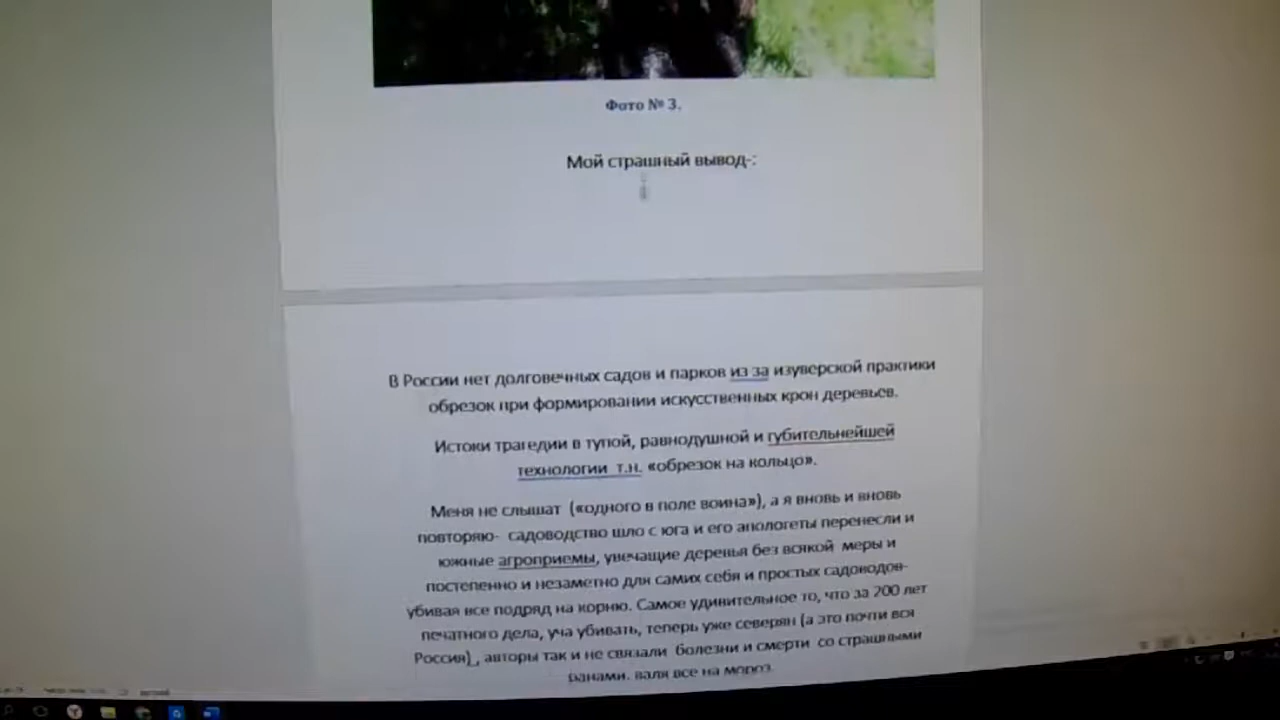 Фото № 3.
Мой страшный вывод-:
В России нет долговечных садов и парков из за изуверской практики
обрезок при формировании искусственных крон деревьев.
Истоки трагедии в тупой, равнодушной и губительнейшей
технологии т.н. «обрезок на кольцо».
Меня не слышат («одного в поле воина»), а я вновь и вновь
повторяю- садоводство шло с юга и его апологеты перенесли и
южные агроприемы, увечащие деревья без всякой меры и
постепенно и незаметно для самих себя и простых садоводов-
убивая все подряд на корню. Самое удивительное то, что за 200 лет
печатного дела, уча убивать, теперь уже северян (а это почти вся
Россия)_, авторы так и не связали болезни и смерти со страшными
ранами, валя все на мороз.